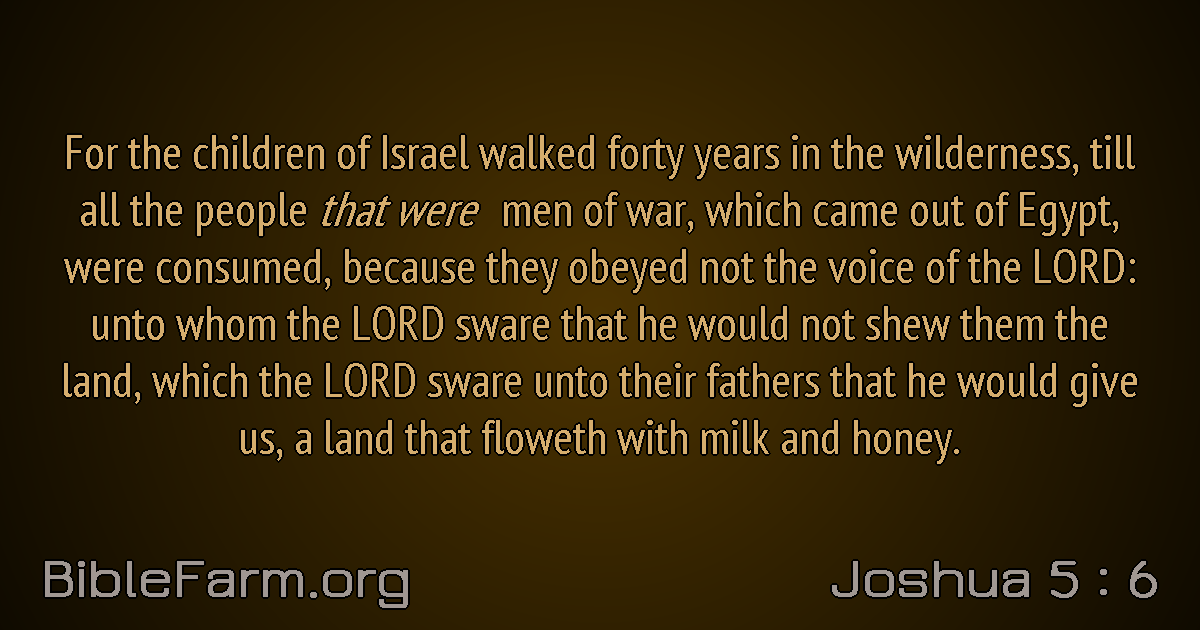 For the children of Israel walked forty years in the wilderness, till
all the people that were men of war, which came out of Egypt,
were consumed, because they obeyed not the voice of the LORD:
unto whom the LORD sware that he would not shew them the
land, which the LORD sware unto their fathers that he would give
us, a land that floweth with milk and honey.
BibleFarm.org
Joshua 5 : 6